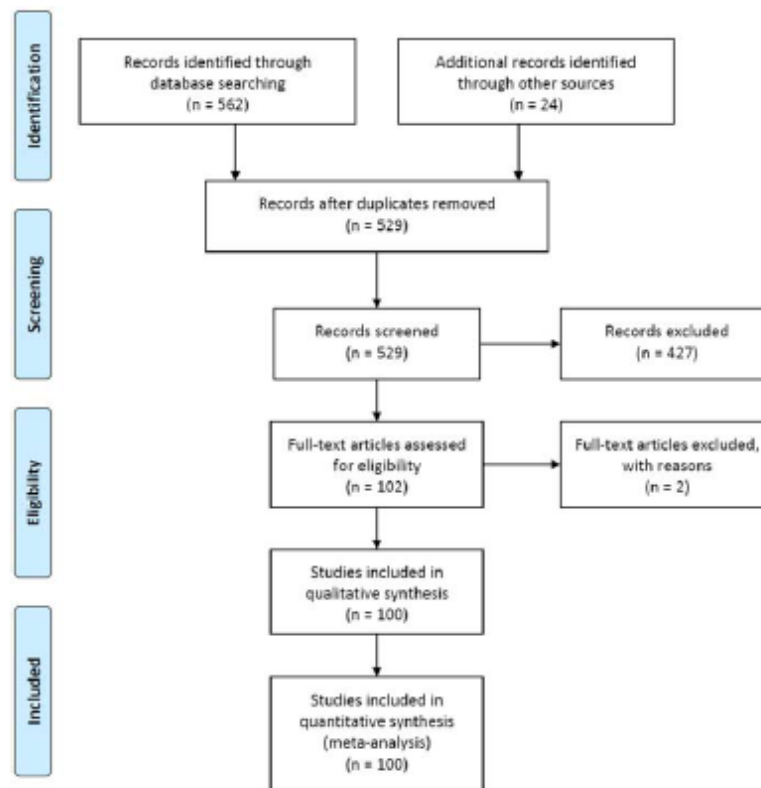 Identification
Records identified through
database searching
(n = 562)
Additional records identified
through other sources
(n = 24)
Records after duplicates removed
(n = 529)
Screening
Records screened
(n = 529)
Records excluded
(n = 427)
Eligibility
Full-text articles assessed
for eligibility
(n = 102)
Full-text articles excluded,
with reasons
(n = 2)
Studies included in
qualitative synthesis
(n = 100)
Included
Studies included in
quantitative synthesis
(meta-analysis)
(n = 100)